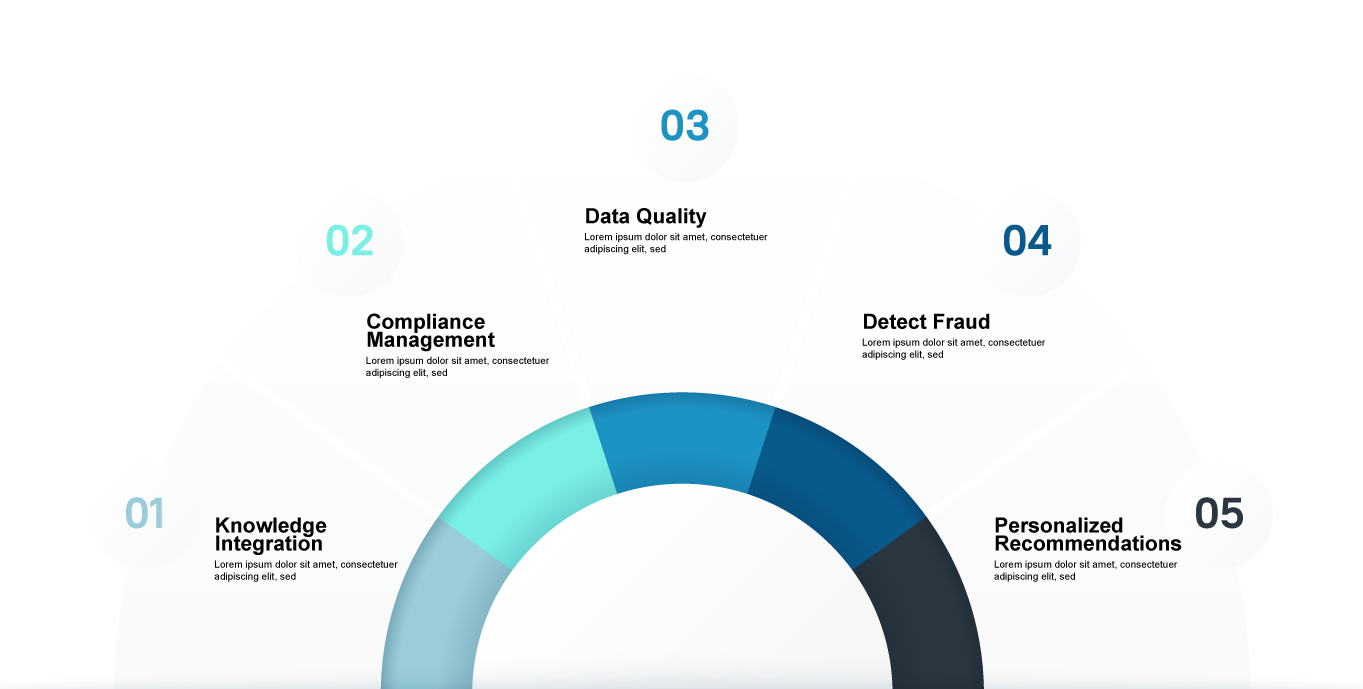 01
Knowledge
Integration
Lorem ipsum dolor sit amet, consectetuer
adipiscing elit, sed
02
Compliance
Management
Lorem ipsum dolor sit amet, consectetuer
adipiscing elit, sed
03
Data Quality
Lorem ipsum dolor sit amet, consectetuer
adipiscing elit, sed
04
Detect Fraud
Lorem ipsum dolor sit amet, consectetuer
adipiscing elit, sed
05
Personalized
Recommendations
Lorem ipsum dolor sit amet, consectetuer
adipiscing elit, sed